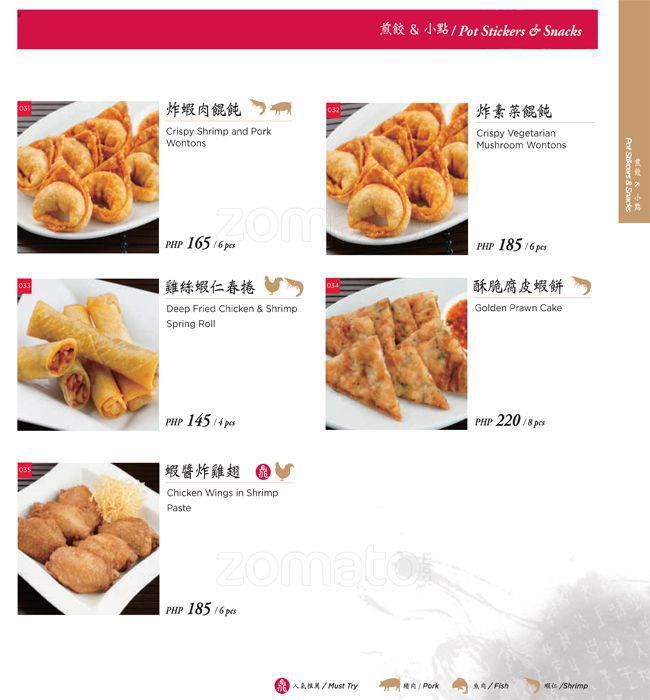 煎餃 & 小點 / Pot Stickers & Snacks
煎餃 & 小點
Pot Stickers & Snacks
031
炸蝦肉餛飩
Crispy Shrimp and Pork
Wontons
PHP 165 / 6 pcs
032
炸素菜餛飩
Crispy Vegetarian
Mushroom Wontons
PHP 185 / 6 pcs
zomato
033
雞絲蝦仁春捲
Deep Fried Chicken & Shrimp
Spring Roll
PHP 145 / 4 pcs
034
酥脆腐皮蝦餅
Golden Prawn Cake
PHP 220 / 8 pcs
035
蝦醬炸雞翅
Chicken Wings in Shrimp
Paste
PHP 185 / 6 pcs
zomato
人氣推薦 / Must Try 豬肉 / Pork 魚肉 / Fish 蝦仁 / Shrimp